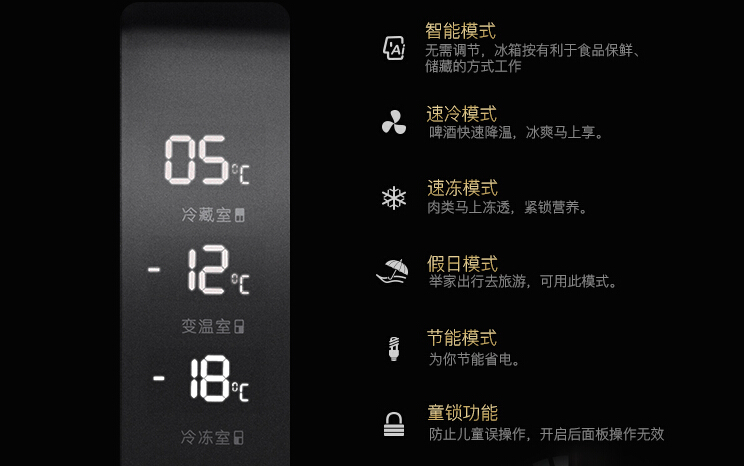 05℃
冷藏室
-12℃
变温室
-18℃
冷冻室
Ai
智能模式
无需调节，冰箱按有利于食品保鲜、
储藏的方式工作
速冷模式
啤酒快速降温，冰爽马上享。
速冻模式
肉类马上冻透，紧锁营养。
假日模式
举家出行去旅游，可用此模式。
节能模式
为你节能省电。
童锁功能
防止儿童误操作，开启后面板操作无效